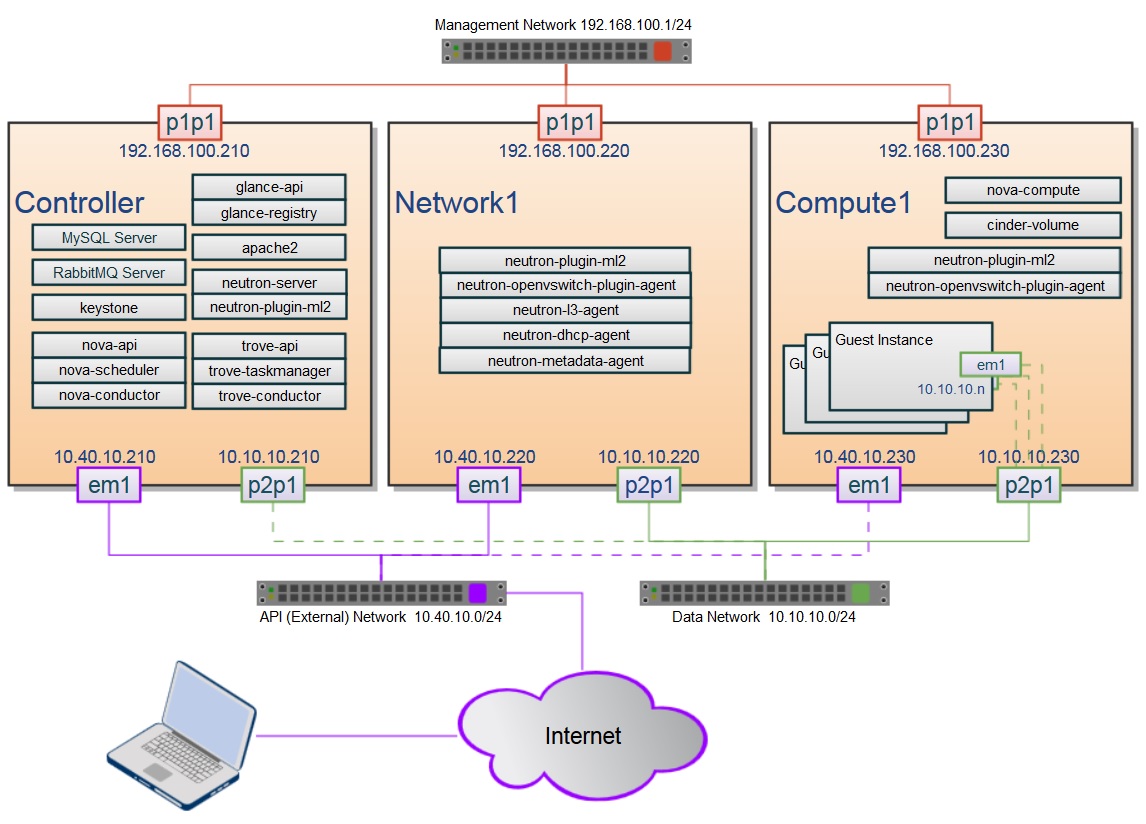 Management Network 192.168.100.1/24
p1p1
192.168.100.210
Controller
MySQL Server
RabbitMQ Server
keystone
nova-api
nova-scheduler
nova-conductor
glance-api
glance-registry
apache2
neutron-server
neutron-plugin-ml2
trove-api
trove-taskmanager
trove-conductor
10.40.10.210
em1
10.10.10.210
p2p1
p1p1
192.168.100.220
Network1
neutron-plugin-ml2
neutron-openvswitch-plugin-agent
neutron-l3-agent
neutron-dhcp-agent
neutron-metadata-agent
10.40.10.220
em1
10.10.10.220
p2p1
p1p1
192.168.100.230
Compute1
nova-compute
cinder-volume
neutron-plugin-ml2
neutron-openvswitch-plugin-agent
Gu
Gu
Guest Instance
em1
10.10.10.n
10.40.10.230
em1
10.10.10.230
p2p1
API (External) Network 10.40.10.0/24
Data Network 10.10.10.0/24
Internet